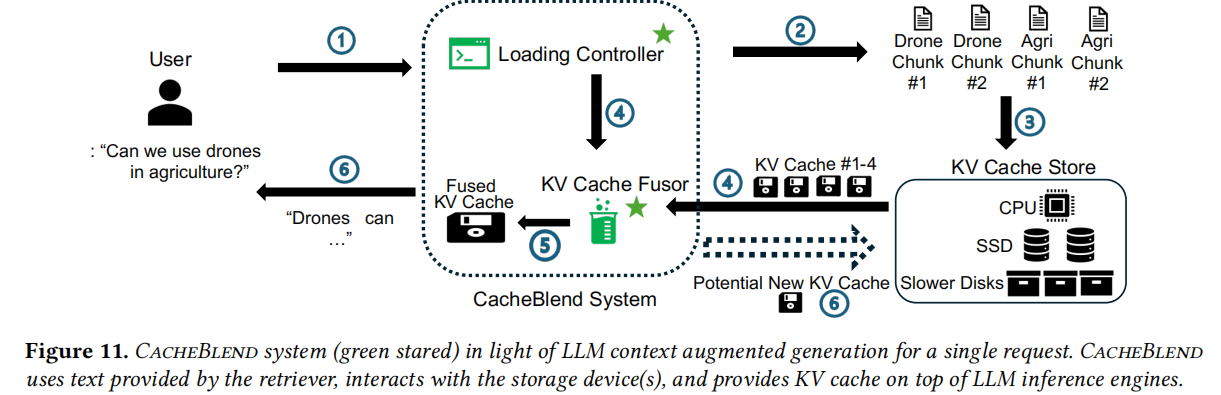 User
: “Can we use drones
in agriculture?”
1
6
“Drones can
...”
Loading Controller
4
KV Cache Fusor
Fused
KV Cache
5
CacheBlend System
2
Drone
Chunk
#1
Drone
Chunk
#2
Agri
Chunk
#1
Agri
Chunk
#2
3
KV Cache #1-4
4
Potential New KV Cache
6
KV Cache Store
CPU
SSD
Slower Disks
Figure 11. CACHEBLEND system (green stared) in light of LLM context augmented generation for a single request. CACHEBLEND
uses text provided by the retriever, interacts with the storage device(s), and provides KV cache on top of LLM inference engines.